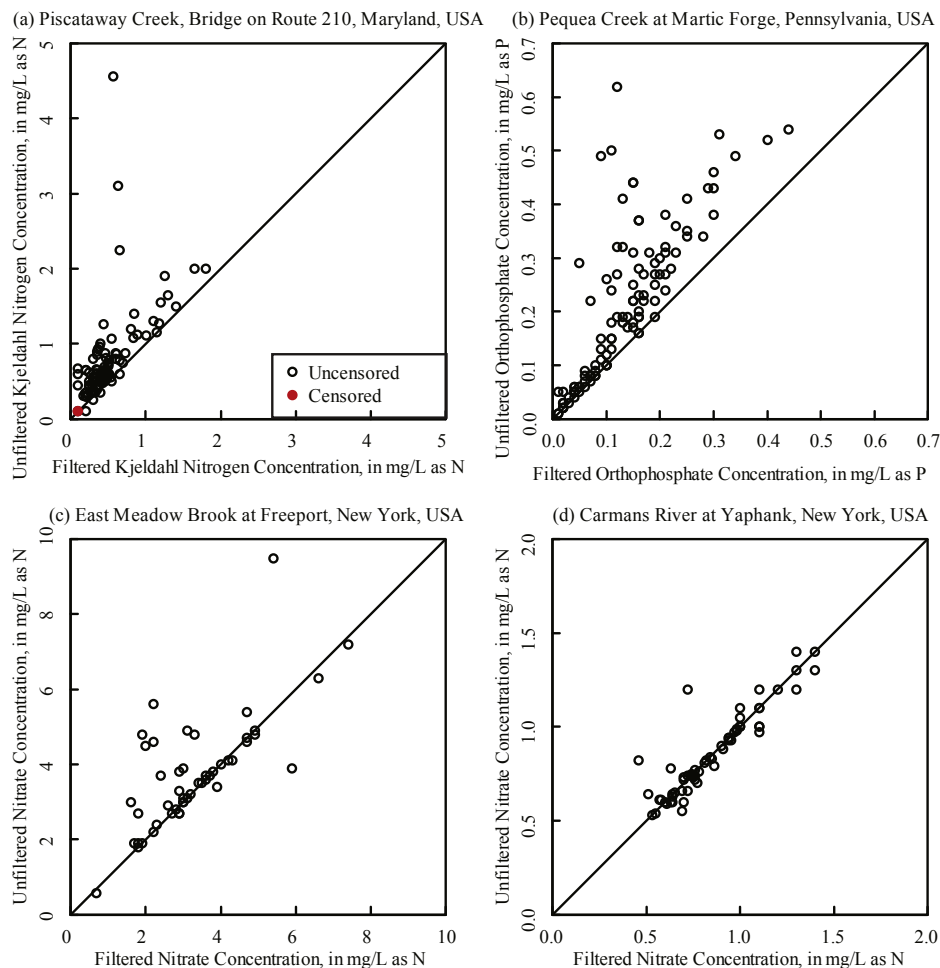 (a) Piscataway Creek, Bridge on Route 210, Maryland, USA
Unfiltered Kjeldahl Nitrogen Concentration, in mg/L as N
5
4
3
2
1
0
Uncensored
Censored
0 1 2 3 4 5
Filtered Kjeldahl Nitrogen Concentration, in mg/L as N
(b) Pequea Creek at Martic Forge, Pennsylvania, USA
Unfiltered Orthophosphate Concentration, in mg/L as P
0.7
0.6
0.5
0.4
0.3
0.2
0.1
0.0
0.0 0.1 0.2 0.3 0.4 0.5 0.6 0.7
Filtered Orthophosphate Concentration, in mg/L as P
(c) East Meadow Brook at Freeport, New York, USA
Unfiltered Nitrate Concentration, in mg/L as N
10
8
6
4
2
0
0 2 4 6 8 10
Filtered Nitrate Concentration, in mg/L as N
(d) Carmans River at Yaphank, New York, USA
Unfiltered Nitrate Concentration, in mg/L as N
2.0
1.5
1.0
0.5
0.0
0.0 0.5 1.0 1.5 2.0
Filtered Nitrate Concentration, in mg/L as N